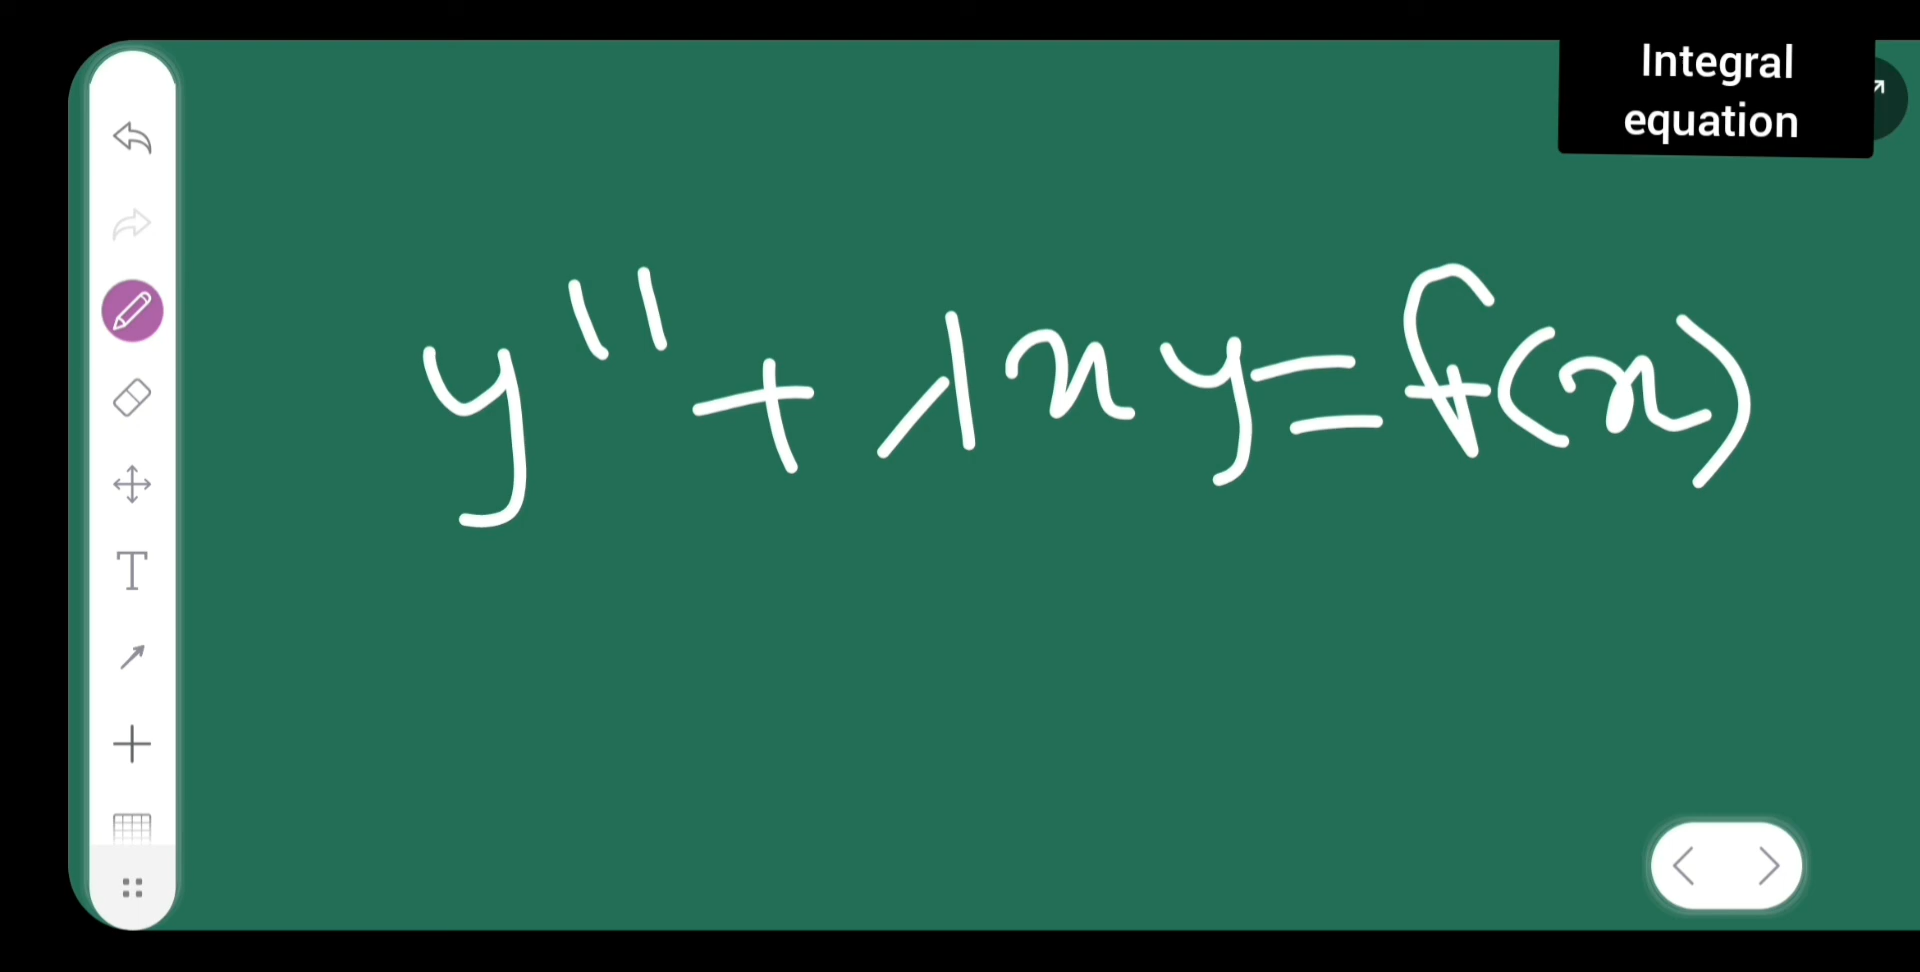 Integral
equation
y'' + λxy = f(x)
T